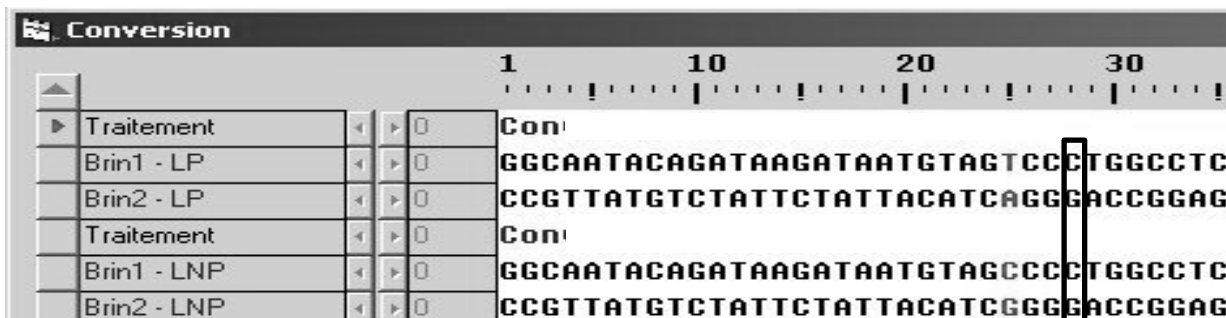 Conversion
1 10 20 30
Traitement 0 Con
Brin1 - LP 0 GGCAATACAGATAAGATAATGTAGTCCCTGGCCTC
Brin2 - LP 0 CCGTTATGTCTATTCTATTACATCAGGGACCGGAG
Traitement 0 Con
Brin1 - LNP 0 GGCAATACAGATAAGATAATGTAGCCCCTGGCCTC
Brin2 - LNP 0 CCGTTATGTCTATTCTATTACATCGGGGACCGGAG